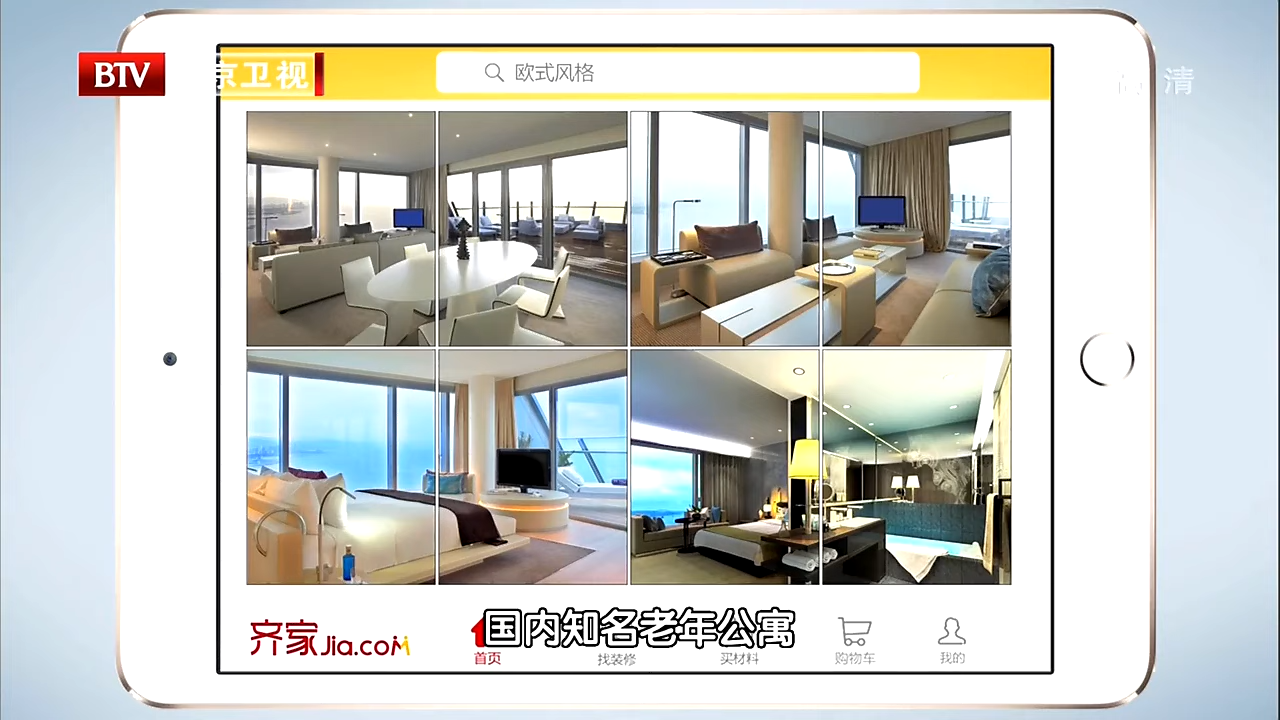 BTV
京卫视
清
欧式风格
齐家Jia.com
国内知名老年公寓
首页
找装修
买材料
购物车
我的